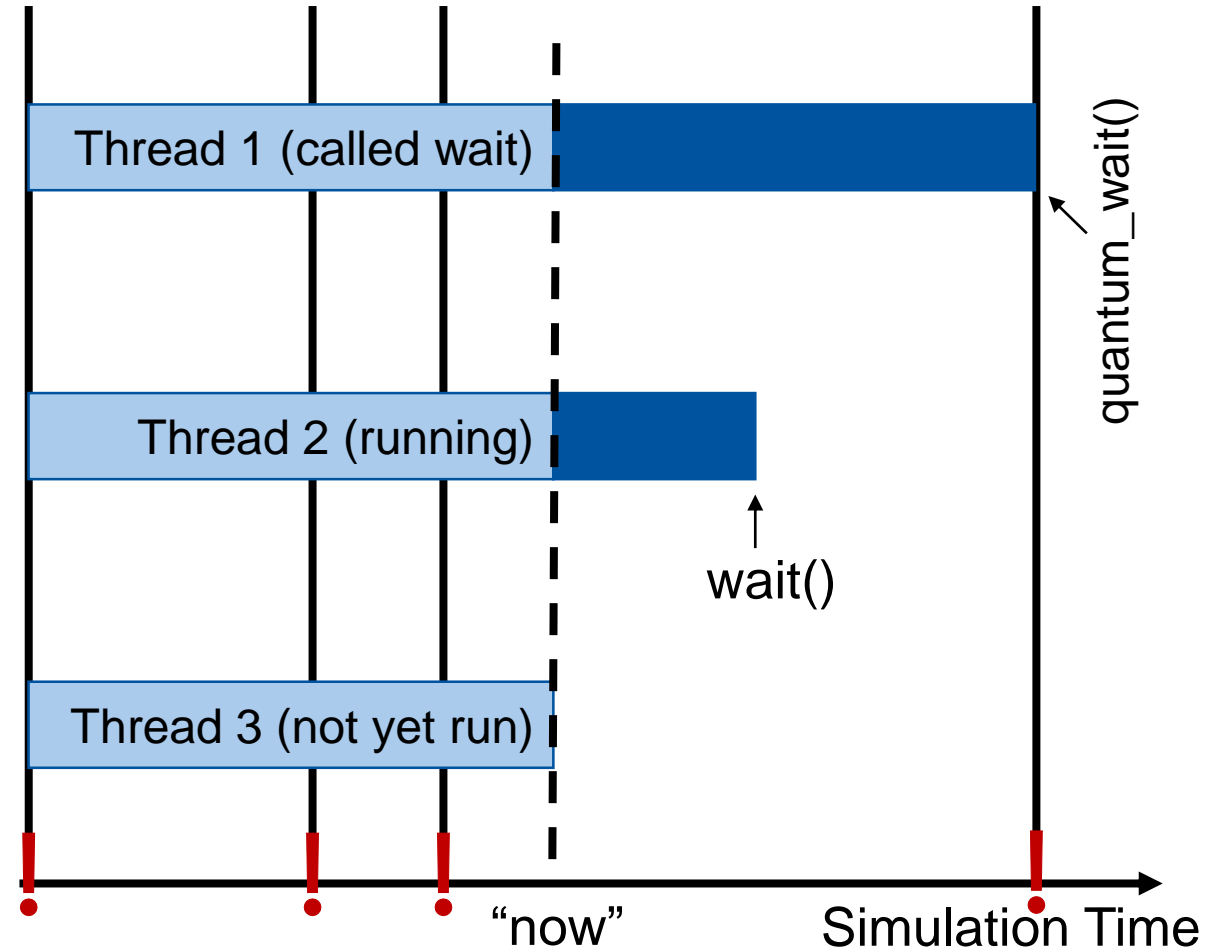 Thread 1 (called wait)
quantum_wait()
Thread 2 (running)
wait()
Thread 3 (not yet run)
“now”
Simulation Time